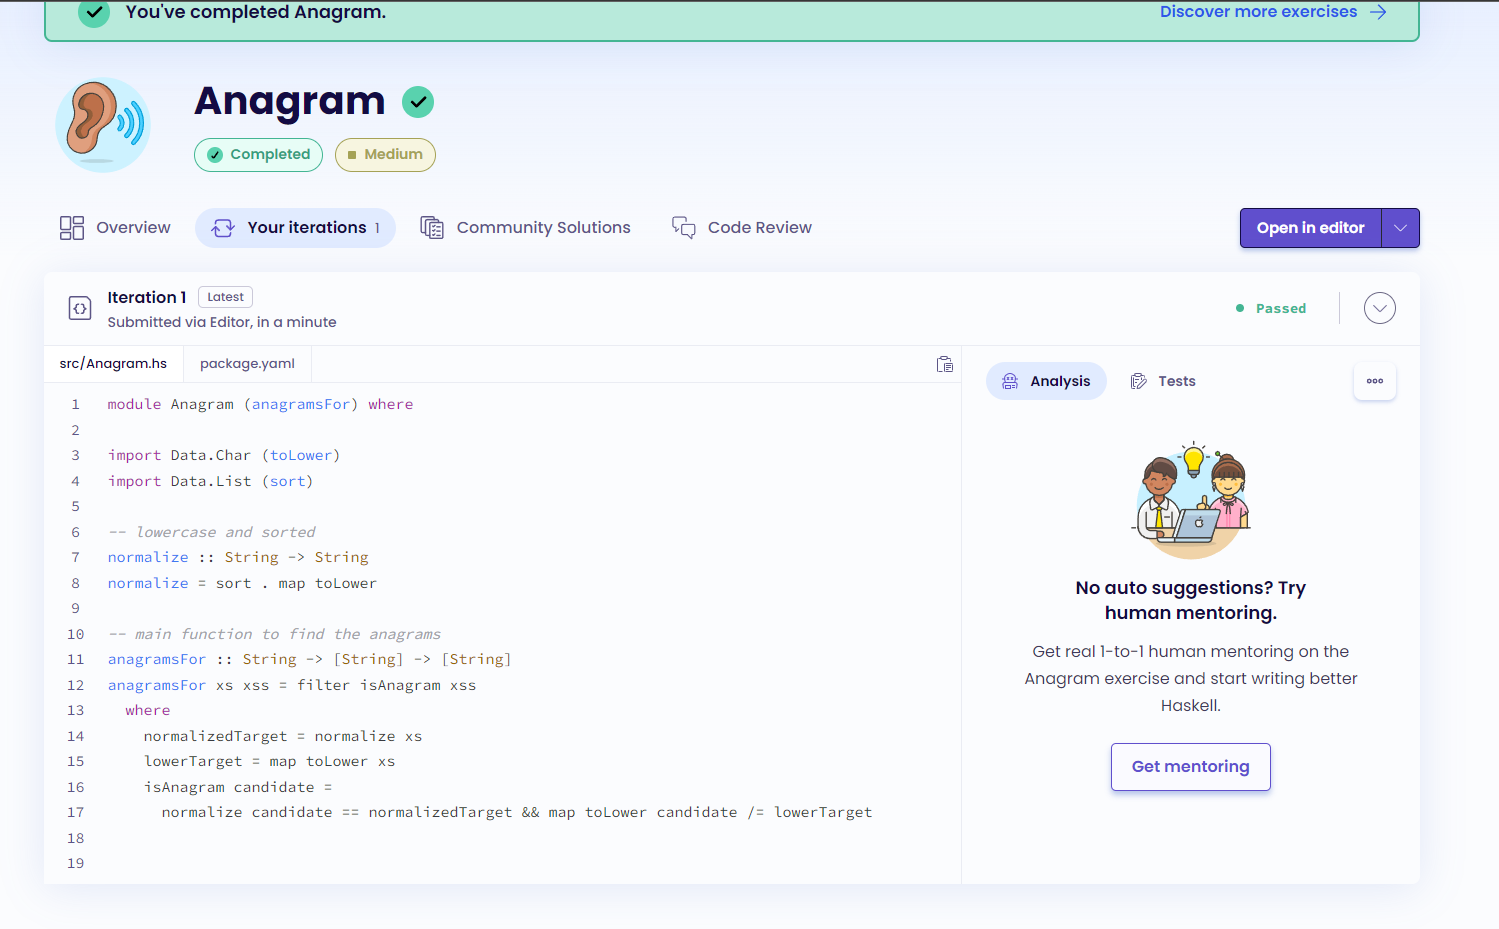 You've completed Anagram.
Discover more exercises
Anagram
Completed
Medium
Overview
Your iterations 1
Community Solutions
Code Review
Open in editor
Iteration 1 Latest
Submitted via Editor, in a minute
Passed
src/Anagram.hs
package.yaml
1 module Anagram (anagramsFor) where
2
3 import Data.Char (toLower)
4 import Data.List (sort)
5
6 -- lowercase and sorted
7 normalize :: String -> String
8 normalize = sort . map toLower
9
10 -- main function to find the anagrams
11 anagramsFor :: String -> [String] -> [String]
12 anagramsFor xs xss = filter isAnagram xss
13   where
14     normalizedTarget = normalize xs
15     lowerTarget = map toLower xs
16     isAnagram candidate =
17       normalize candidate == normalizedTarget && map toLower candidate /= lowerTarget
18
19
Analysis
Tests
No auto suggestions? Try
human mentoring.
Get real 1-to-1 human mentoring on the
Anagram exercise and start writing better
Haskell.
Get mentoring